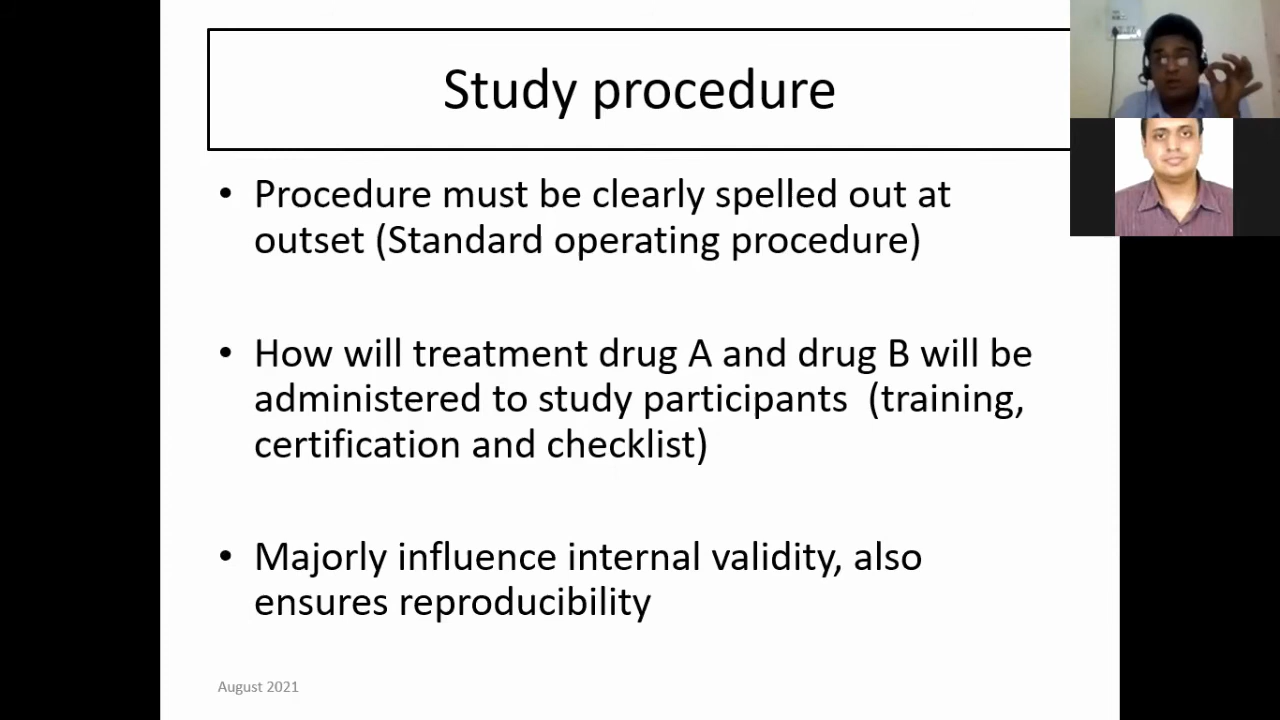 Study procedure
• Procedure must be clearly spelled out at
outset (Standard operating procedure)
• How will treatment drug A and drug B will be
administered to study participants  (training,
certification and checklist)
• Majorly influence internal validity, also
ensures reproducibility
August 2021